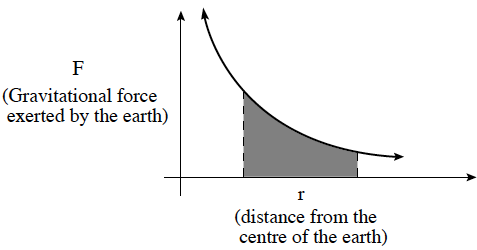 F
(Gravitational force
exerted by the earth)
r
(distance from the
centre of the earth)